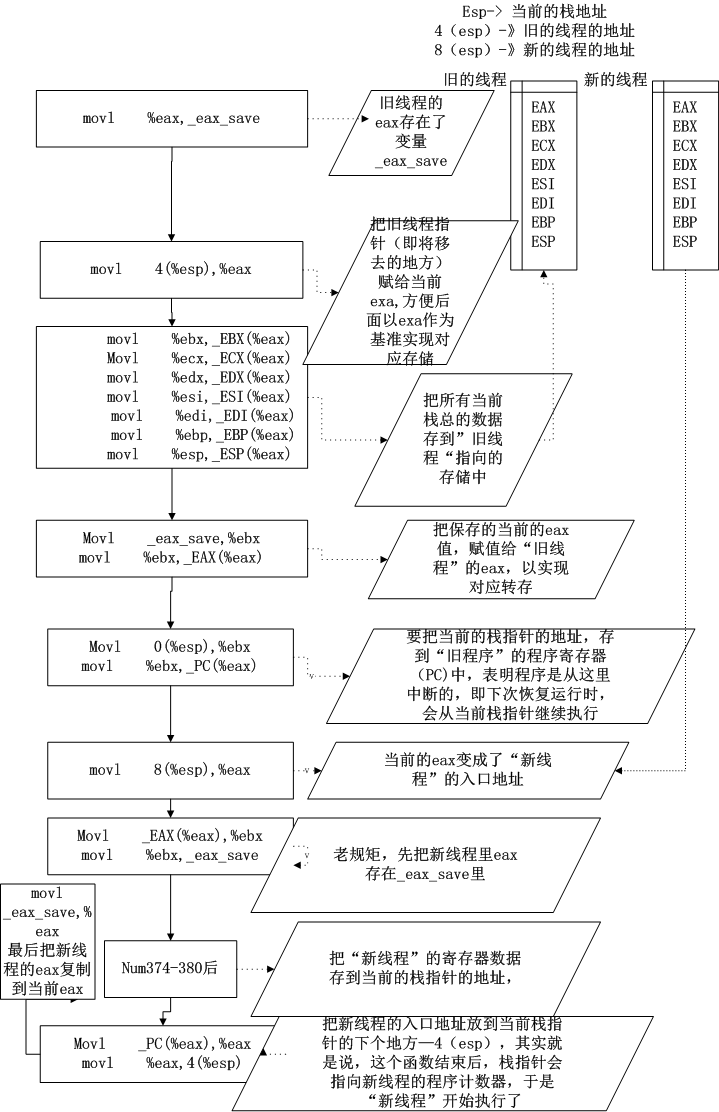 Esp-> 当前的栈地址
4（esp）-》旧的线程的地址
8（esp）-》新的线程的地址
旧的线程
EAX
EBX
ECX
EDX
ESI
EDI
EBP
ESP
新的线程
EAX
EBX
ECX
EDX
ESI
EDI
EBP
ESP
movl %eax,_eax_save
旧线程的
eax存在了
变量
_eax_save
movl 4(%esp),%eax
把旧线程指
针（即将移
去的地方）
赋给当前
exa,方便后
面以exa作为
基准实现对
应存储
movl %ebx,_EBX(%eax)
Movl %ecx,_ECX(%eax)
movl %edx,_EDX(%eax)
movl %esi,_ESI(%eax)
movl %edi,_EDI(%eax)
movl %ebp,_EBP(%eax)
movl %esp,_ESP(%eax)
把所有当前
栈总的数据
存到”旧线
程“指向的
存储中
Movl _eax_save,%ebx
movl %ebx,_EAX(%eax)
把保存的当前的eax
值，赋值给“旧线
程”的eax，以实现
对应转存
Movl 0(%esp),%ebx
movl %ebx,_PC(%eax)
要把当前的栈指针的地址，存
到“旧程序”的程序寄存器
(PC)中，表明程序是从这里
中断的，即下次恢复运行时，
会从当前栈指针继续执行
movl 8(%esp),%eax
当前的eax变成了“新线
程”的入口地址
Movl _EAX(%eax),%ebx
movl %ebx,_eax_save
老规矩，先把新线程里eax
存在_eax_save里
movl
_eax_save,%
eax
最后把新线
程的eax复制
到当前eax
Num374-380后
把“新线程”的寄存器数据
存到当前的栈指针的地址，
Movl _PC(%eax),%eax
movl %eax,4(%esp)
把新线程的入口地址放到当前栈指
针的下个地方—4（esp），其实就
是说，这个函数结束后，栈指针会
指向新线程的程序计数器，于是
“新线程”开始执行了